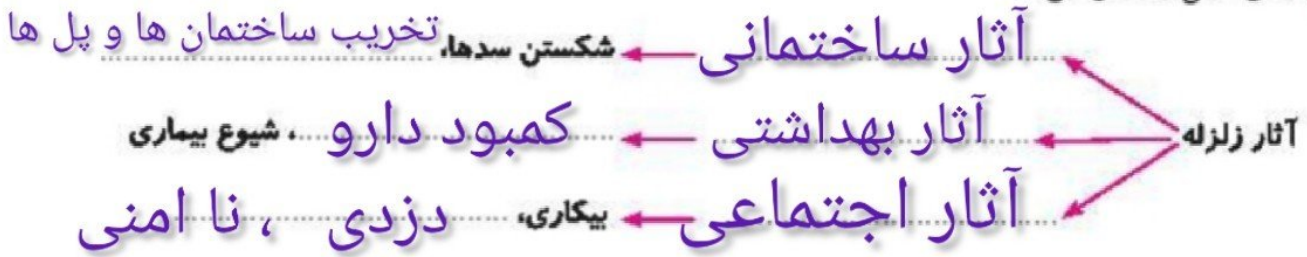 آثار زلزله
آثار ساختمانی شکستن سدها، تخریب ساختمان ها و پل ها
آثار بهداشتی کمبود دارو ، شیوع بیماری
آثار اجتماعی بیکاری، دزدی ، نا امنی